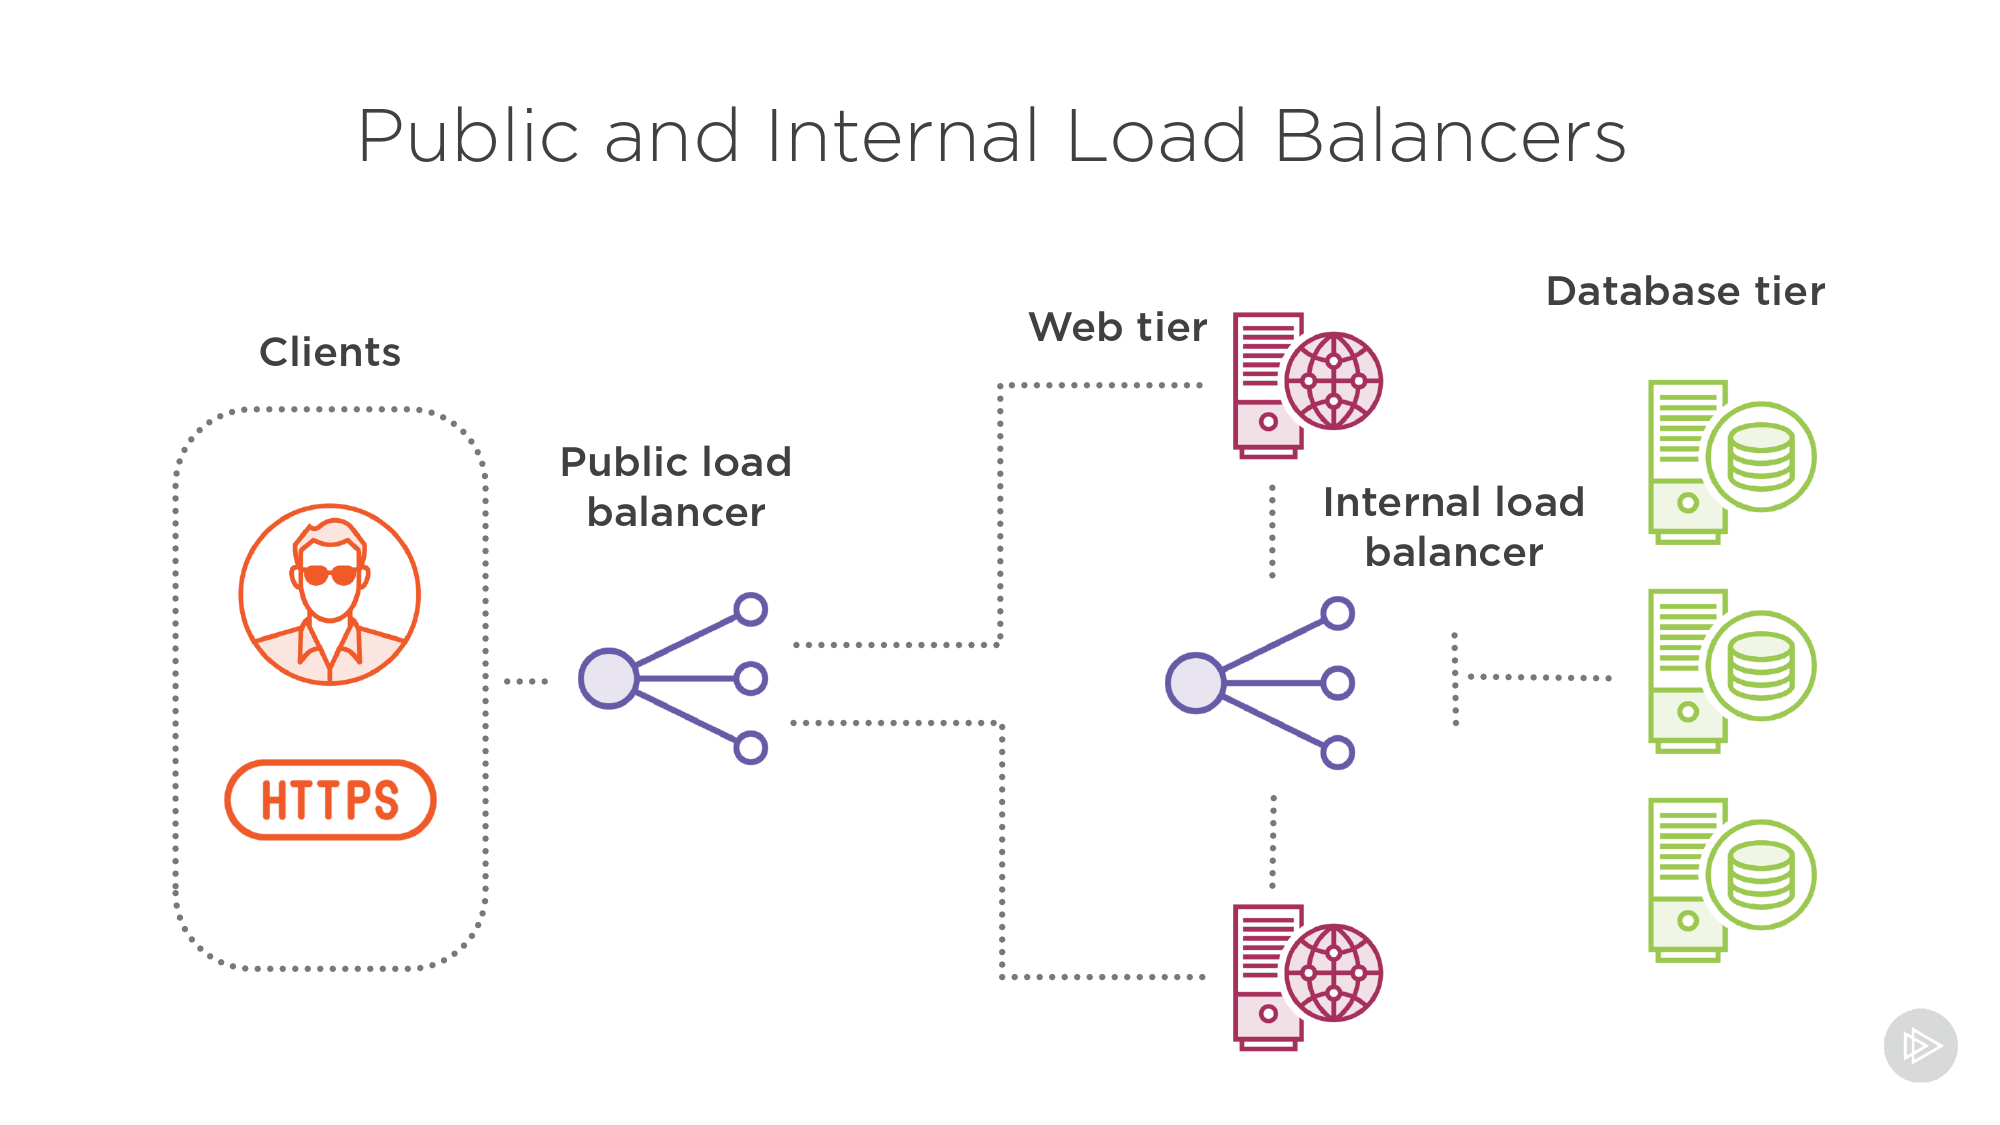 Public and Internal Load Balancers
Clients
HTTPS
Public load
balancer
Web tier
Internal load
balancer
Database tier